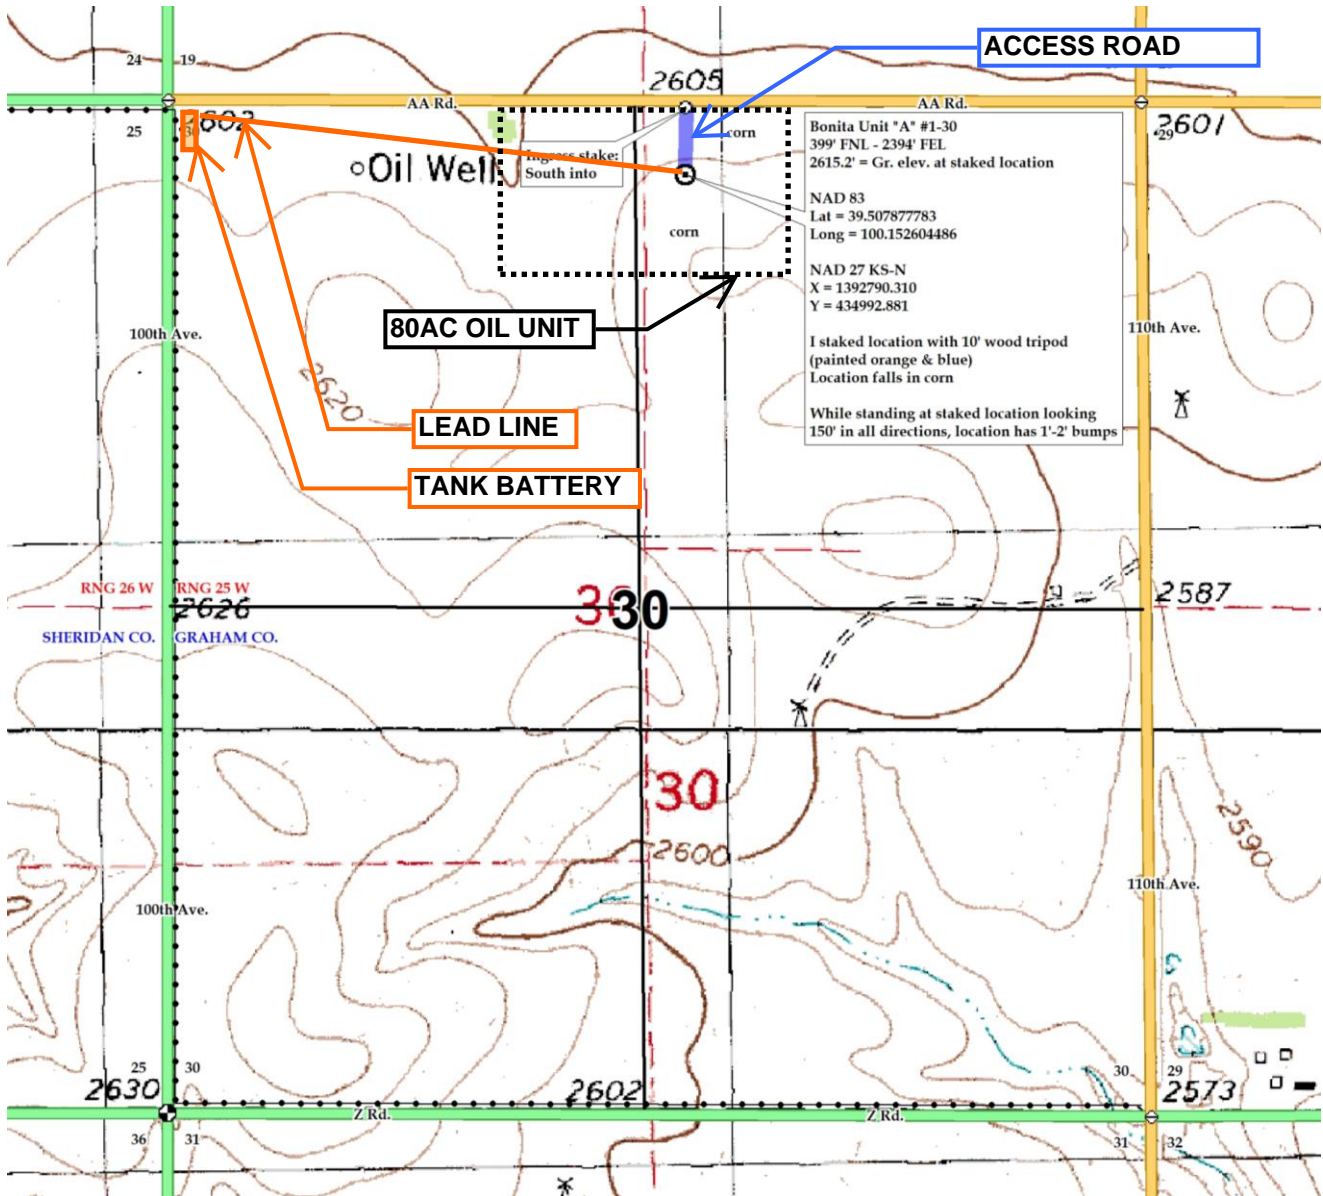 ACCESS ROAD
24
19
2605
AA Rd.
AA Rd.
25
30
2602
2601
29
corn
Ingress stake:
South into
Oil Well
corn
Bonita Unit "A" #1-30
399' FNL - 2394' FEL
2615.2' = Gr. elev. at staked location
NAD 83
Lat = 39.507877783
Long = 100.152604486
NAD 27 KS-N
X = 1392790.310
Y = 434992.881
I staked location with 10' wood tripod
(painted orange & blue)
Location falls in corn
While standing at staked location looking
150' in all directions, location has 1'-2' bumps
80AC OIL UNIT
100th Ave.
110th Ave.
2620
LEAD LINE
TANK BATTERY
RNG 26 W
RNG 25 W
2626
30
30
2587
SHERIDAN CO.
GRAHAM CO.
30
2600
2590
100th Ave.
110th Ave.
25
30
30
29
2630
2602
2573
Z Rd.
Z Rd.
36
31
31
32